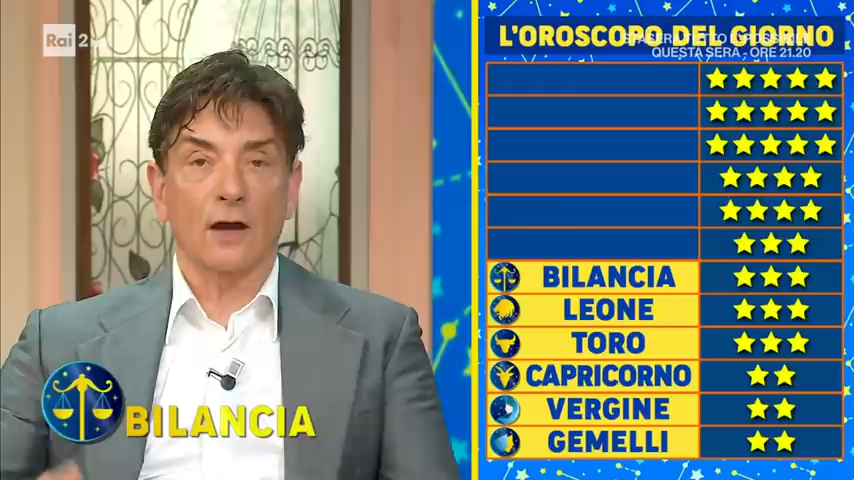 Rai 2
L'OROSCOPO DEL GIORNO
QUESTA SERA, ORE 21.20
BILANCIA
LEONE
TORO
CAPRICORNO
VERGINE
GEMELLI
BILANCIA